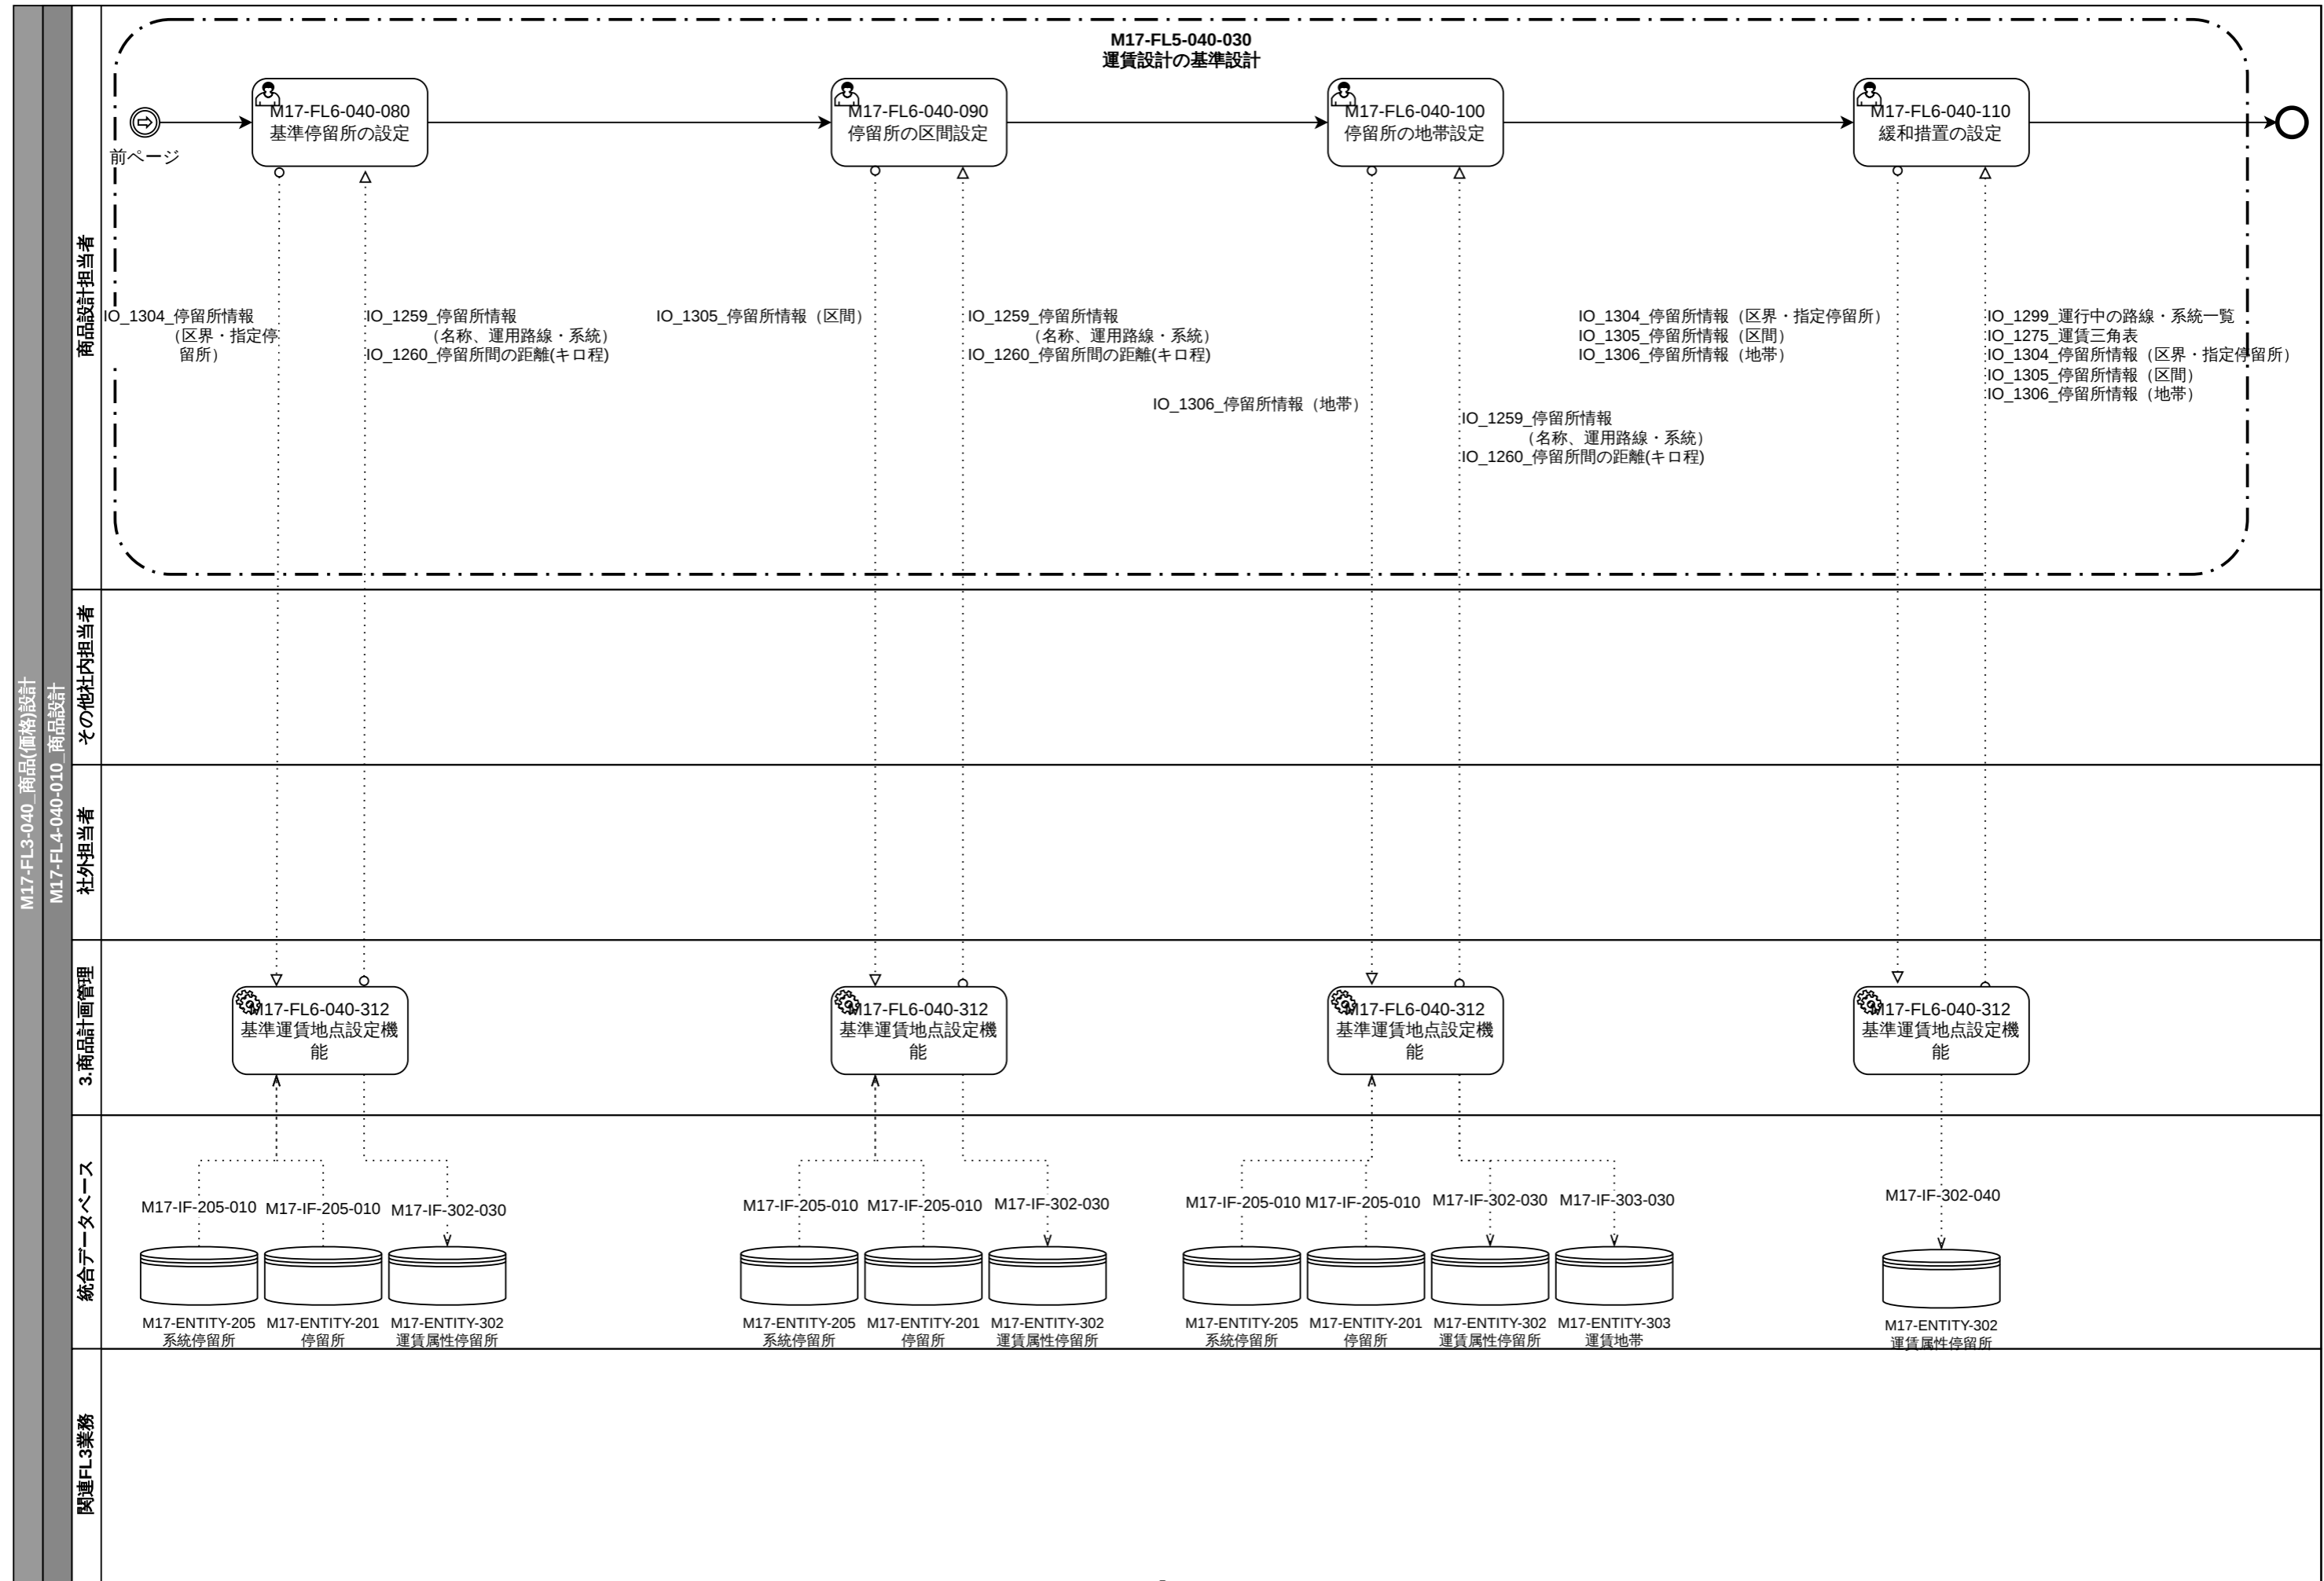 M17-FL3-040_商品(価格)設計
M17-FL4-040-010_商品設計
商品設計担当者
M17-FL5-040-030
運賃設計の基準設計
前ページ
M17-FL6-040-080
基準停留所の設定
M17-FL6-040-090
停留所の区間設定
M17-FL6-040-100
停留所の地帯設定
M17-FL6-040-110
緩和措置の設定
IO_1304_停留所情報
（区界・指定停
留所）
IO_1259_停留所情報
（名称、運用路線・系統）
IO_1260_停留所間の距離(キロ程)
IO_1305_停留所情報（区間）
IO_1259_停留所情報
（名称、運用路線・系統）
IO_1260_停留所間の距離(キロ程)
IO_1306_停留所情報（地帯）
IO_1259_停留所情報
（名称、運用路線・系統）
IO_1260_停留所間の距離(キロ程)
IO_1304_停留所情報（区界・指定停留所）
IO_1305_停留所情報（区間）
IO_1306_停留所情報（地帯）
IO_1299_運行中の路線・系統一覧
IO_1275_運賃三角表
IO_1304_停留所情報（区界・指定停留所）
IO_1305_停留所情報（区間）
IO_1306_停留所情報（地帯）
その他社内担当者
社外担当者
3.商品計画管理
M17-FL6-040-312
基準運賃地点設定機
能
M17-FL6-040-312
基準運賃地点設定機
能
M17-FL6-040-312
基準運賃地点設定機
能
M17-FL6-040-312
基準運賃地点設定機
能
統合データベース
M17-IF-205-010
M17-IF-205-010
M17-IF-302-030
M17-IF-205-010
M17-IF-205-010
M17-IF-302-030
M17-IF-205-010
M17-IF-205-010
M17-IF-302-030
M17-IF-303-030
M17-IF-302-040
M17-ENTITY-205
系統停留所
M17-ENTITY-201
停留所
M17-ENTITY-302
運賃属性停留所
M17-ENTITY-205
系統停留所
M17-ENTITY-201
停留所
M17-ENTITY-302
運賃属性停留所
M17-ENTITY-205
系統停留所
M17-ENTITY-201
停留所
M17-ENTITY-302
運賃属性停留所
M17-ENTITY-303
運賃地帯
M17-ENTITY-302
運賃属性停留所
関連FL3業務